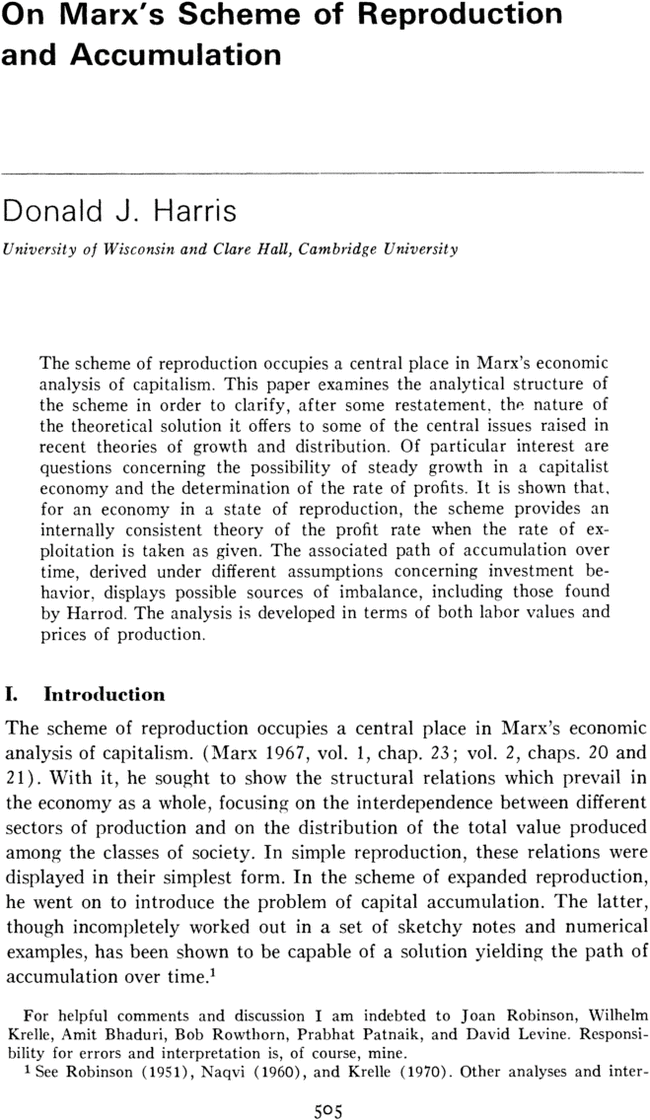 On Marx's Scheme of Reproduction
and Accumulation
Donald J. Harris
University of Wisconsin and Clare Hall, Cambridge University
The scheme of reproduction occupies a central place in Marx's economic
analysis of capitalism. This paper examines the analytical structure of
the scheme in order to clarify, after some restatement, the nature of
the theoretical solution it offers to some of the central issues raised in
recent theories of growth and distribution. Of particular interest are
questions concerning the possibility of steady growth in a capitalist
economy and the determination of the rate of profits. It is shown that,
for an economy in a state of reproduction, the scheme provides an
internally consistent theory of the profit rate when the rate of ex-
ploitation is taken as given. The associated path of accumulation over
time, derived under different assumptions concerning investment be-
havior, displays possible sources of imbalance, including those found
by Harrod. The analysis is developed in terms of both labor values and
prices of production.
I. Introduction
The scheme of reproduction occupies a central place in Marx's economic
analysis of capitalism. (Marx 1967, vol. 1, chap. 23; vol. 2, chaps. 20 and
21). With it, he sought to show the structural relations which prevail in
the economy as a whole, focusing on the interdependence between different
sectors of production and on the distribution of the total value produced
among the classes of society. In simple reproduction, these relations were
displayed in their simplest form. In the scheme of expanded reproduction,
he went on to introduce the problem of capital accumulation. The latter,
though incompletely worked out in a set of sketchy notes and numerical
examples, has been shown to be capable of a solution yielding the path of
accumulation over time.¹
For helpful comments and discussion I am indebted to Joan Robinson, Wilhelm
Krelle, Amit Bhaduri, Bob Rowthorn, Prabhat Patnaik, and David Levine. Responsi-
bility for errors and interpretation is, of course, mine.
¹ See Robinson (1951), Naqvi (1960), and Krelle (1970). Other analyses and inter-
505